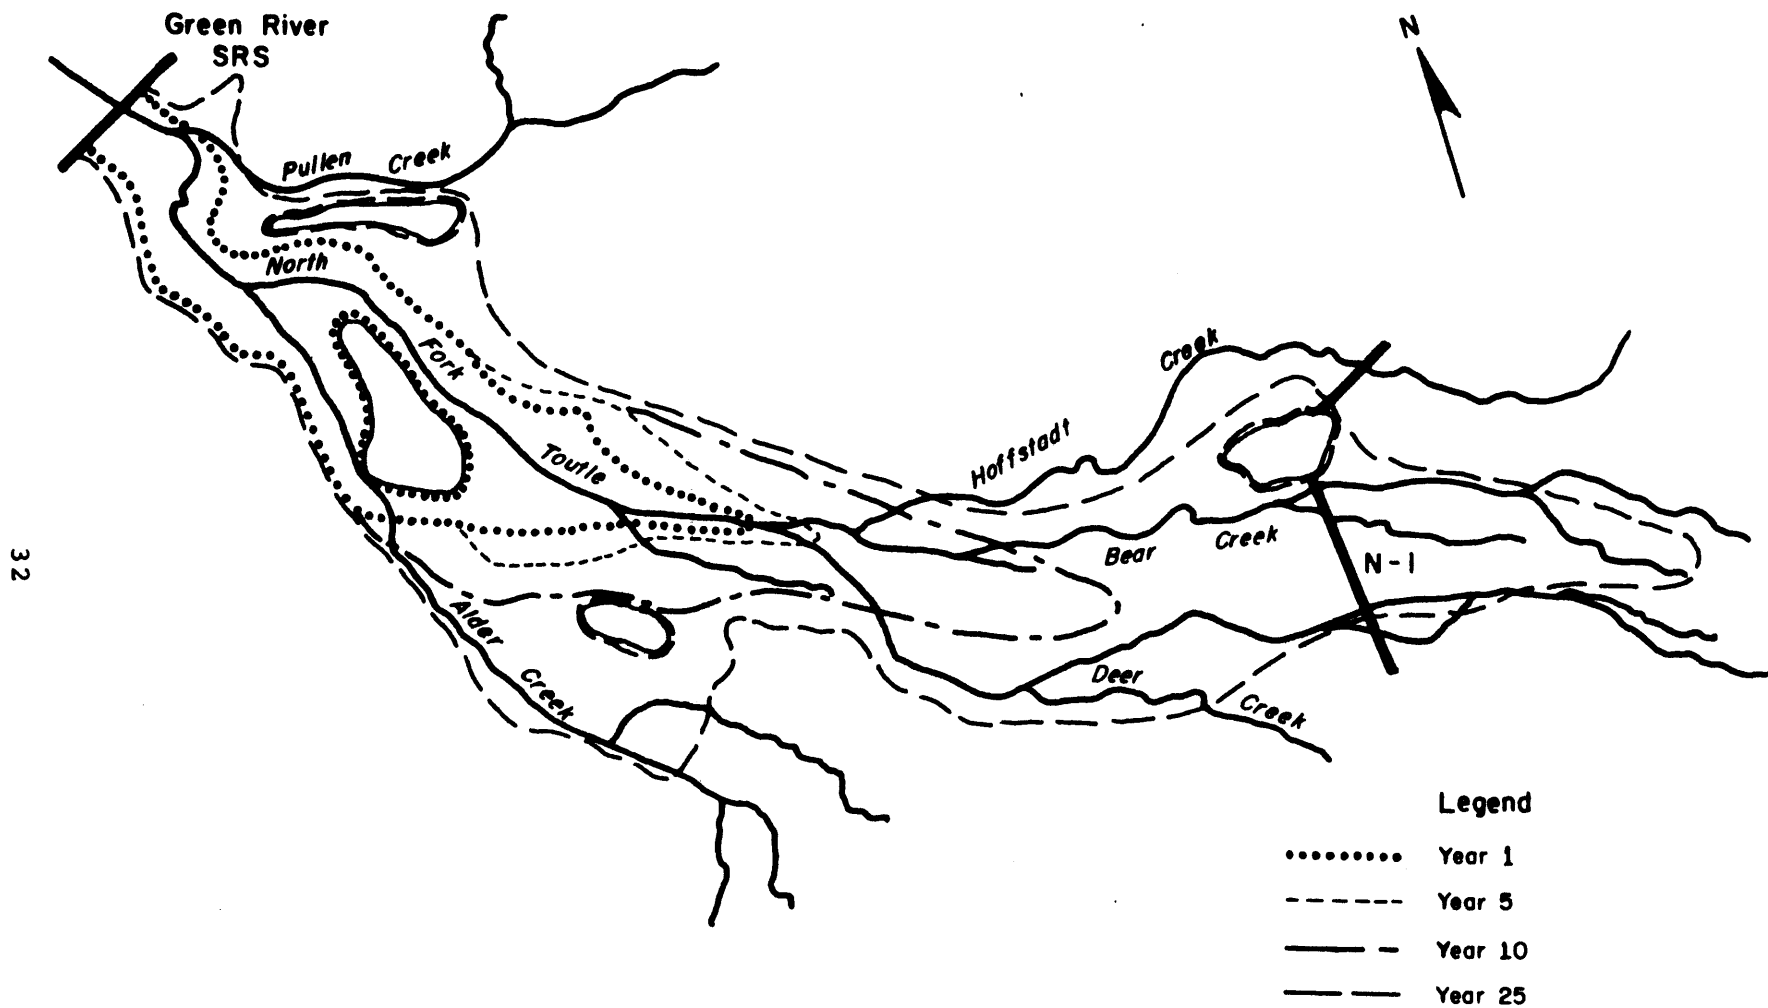 Green River
SRS
N
Pullen Creek
North
Fork
Toutle
Creek
Hoffstadt
Bear Creek
N-1
Alder
Creek
Deer
Creek
32
Legend
Year 1
Year 5
Year 10
Year 25